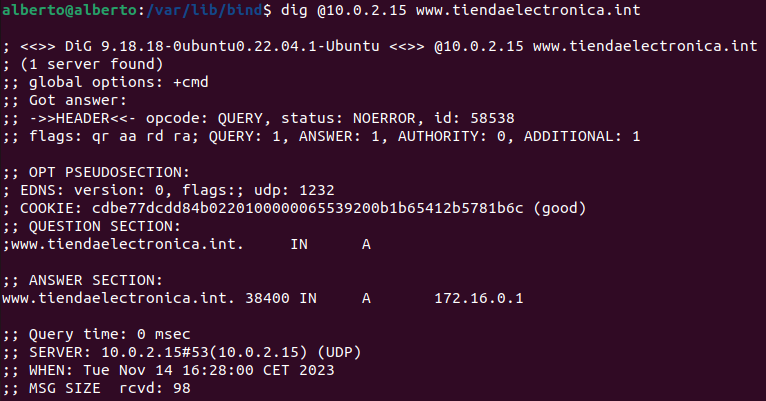 alberto@alberto:/var/lib/bind$ dig @10.0.2.15 www.tiendaelectronica.int
; <<>> DiG 9.18.18-0ubuntu0.22.04.1-Ubuntu <<>> @10.0.2.15 www.tiendaelectronica.int
; (1 server found)
;; global options: +cmd
;; Got answer:
;; ->>HEADER<<- opcode: QUERY, status: NOERROR, id: 58538
;; flags: qr aa rd ra; QUERY: 1, ANSWER: 1, AUTHORITY: 0, ADDITIONAL: 1
;; OPT PSEUDOSECTION:
; EDNS: version: 0, flags:; udp: 1232
; COOKIE: cdbe77dcdd84b0220100000065539200b1b65412b5781b6c (good)
;; QUESTION SECTION:
;www.tiendaelectronica.int. IN A
;; ANSWER SECTION:
www.tiendaelectronica.int. 38400 IN A 172.16.0.1
;; Query time: 0 msec
;; SERVER: 10.0.2.15#53(10.0.2.15) (UDP)
;; WHEN: Tue Nov 14 16:28:00 CET 2023
;; MSG SIZE rcvd: 98